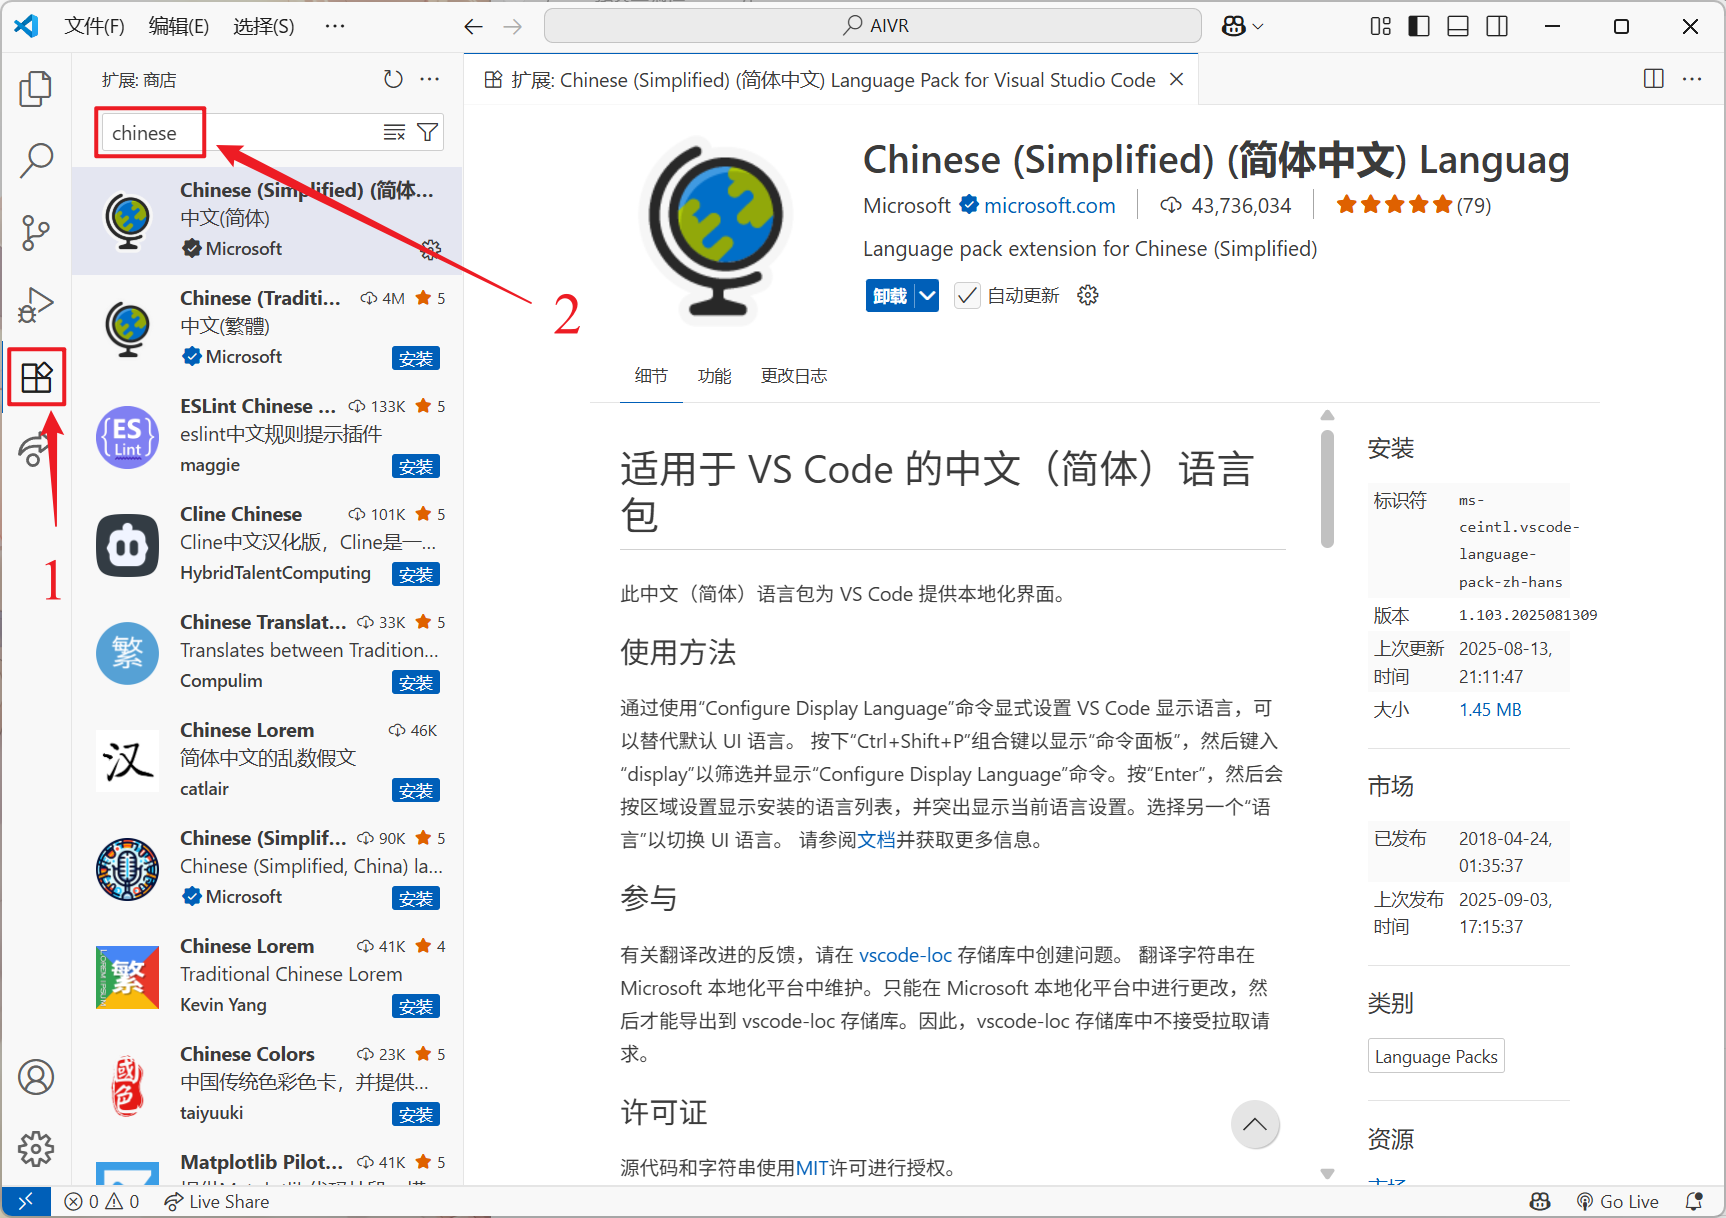 文件(F) 编辑(E) 选择(S) ···
AIVR
扩展: 商店
chinese
Chinese (Simplified) (简体...
中文(简体)
Microsoft
Chinese (Traditi... 4M 5
中文(繁體)
Microsoft 安装
ESLint Chinese ... 133K 5
eslint中文规则提示插件
maggie 安装
{ES} Lint
Cline Chinese 101K 5
Cline中文汉化版，Cline是一...
HybridTalentComputing 安装
Chinese Translat... 33K 5
Translates between Tradition...
Compulim 安装
繁
Chinese Lorem 46K
简体中文的乱数假文
catlair 安装
汉
Chinese (Simplif... 90K 5
Chinese (Simplified, China) la...
Microsoft 安装
Chinese Lorem 41K 4
Traditional Chinese Lorem
Kevin Yang 安装
LOREM IPSUM 繁
Chinese Colors 23K 5
中国传统色彩色卡，并提供...
taiyuuki 安装
國色
Matplotlib Pilot... 41K 5
1
2
扩展: Chinese (Simplified) (简体中文) Language Pack for Visual Studio Code
Chinese (Simplified) (简体中文) Languag
Microsoft microsoft.com 43,736,034 (79)
Language pack extension for Chinese (Simplified)
卸载 自动更新
细节 功能 更改日志
适用于 VS Code 的中文（简体）语言
包
此中文（简体）语言包为 VS Code 提供本地化界面。
使用方法
通过使用“Configure Display Language”命令显式设置 VS Code 显示语言，可
以替代默认 UI 语言。 按下“Ctrl+Shift+P”组合键以显示“命令面板”，然后键入
“display”以筛选并显示“Configure Display Language”命令。按“Enter”，然后会
按区域设置显示安装的语言列表，并突出显示当前语言设置。选择另一个“语
言”以切换 UI 语言。 请参阅文档并获取更多信息。
参与
有关翻译改进的反馈，请在 vscode-loc 存储库中创建问题。 翻译字符串在
Microsoft 本地化平台中维护。只能在 Microsoft 本地化平台中进行更改，然
后才能导出到 vscode-loc 存储库。因此，vscode-loc 存储库中不接受拉取请
求。
许可证
源代码和字符串使用MIT许可进行授权。
安装
标识符 ms-
ceintl.vscode-
language-
pack-zh-hans
版本 1.103.2025081309
上次更新 2025-08-13,
时间 21:11:47
大小 1.45 MB
市场
已发布 2018-04-24,
01:35:37
上次发布 2025-09-03,
时间 17:15:37
类别
Language Packs
资源
0 0 Live Share
Go Live